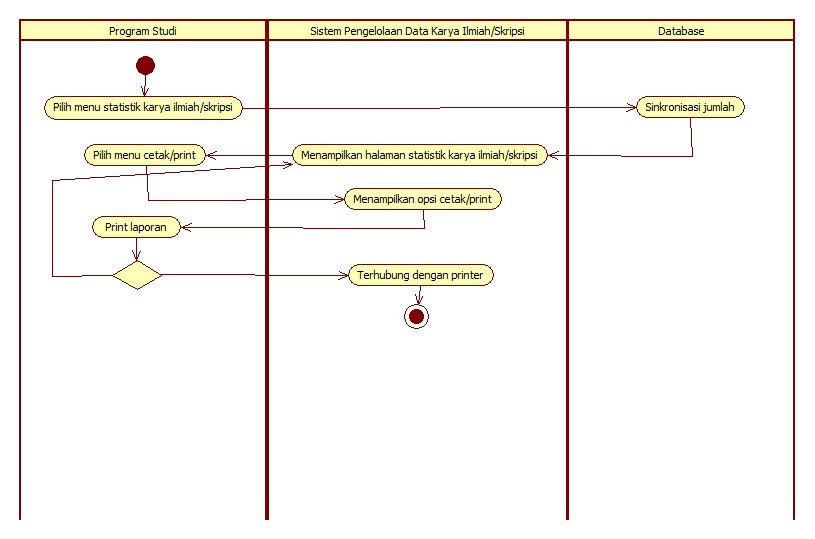 Program Studi
Sistem Pengelolaan Data Karya Ilmiah/Skripsi
Database
Pilih menu statistik karya ilmiah/skripsi
Sinkronisasi jumlah
Pilih menu cetak/print
Menampilkan halaman statistik karya ilmiah/skripsi
Menampilkan opsi cetak/print
Print laporan
Terhubung dengan printer